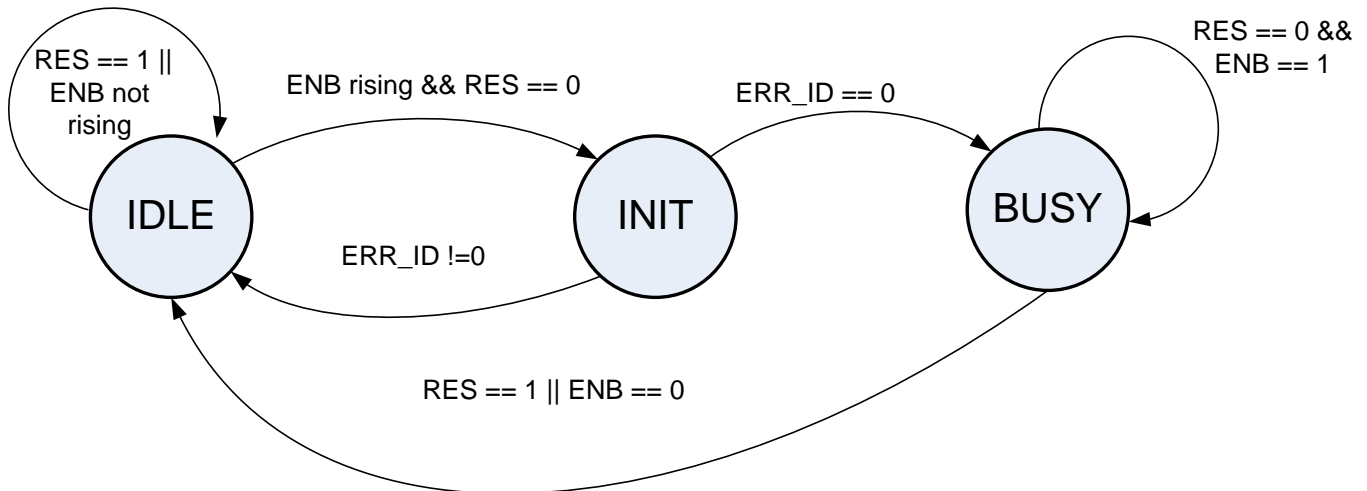 RES == 1 ||
ENB not
rising
ENB rising && RES == 0
ERR_ID == 0
RES == 0 &&
ENB == 1
IDLE
INIT
BUSY
ERR_ID !=0
RES == 1 || ENB == 0